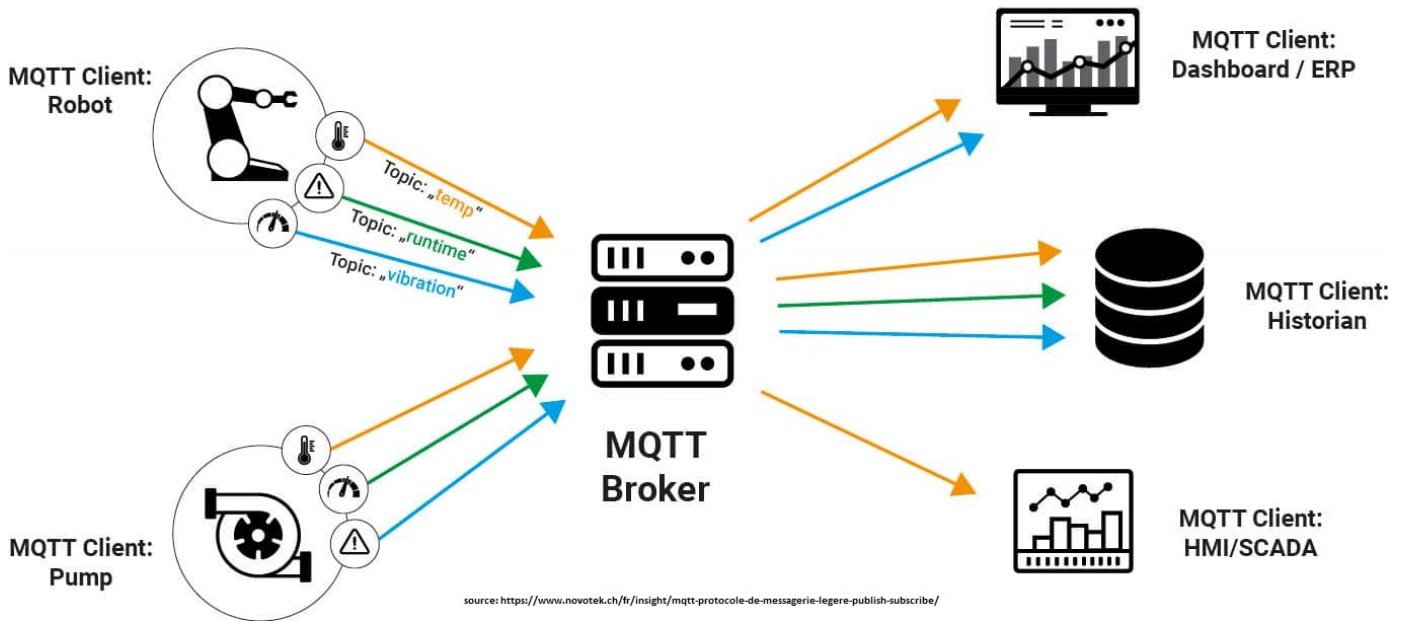 MQTT Client:
Robot
Topic: „temp“
Topic: „runtime“
Topic: „vibration“
MQTT Client:
Pump
MQTT
Broker
MQTT Client:
Dashboard / ERP
MQTT Client:
Historian
MQTT Client:
HMI/SCADA
source: https://www.novotek.ch/fr/insight/mqtt-protocole-de-messagerie-legere-publish-subscribe/